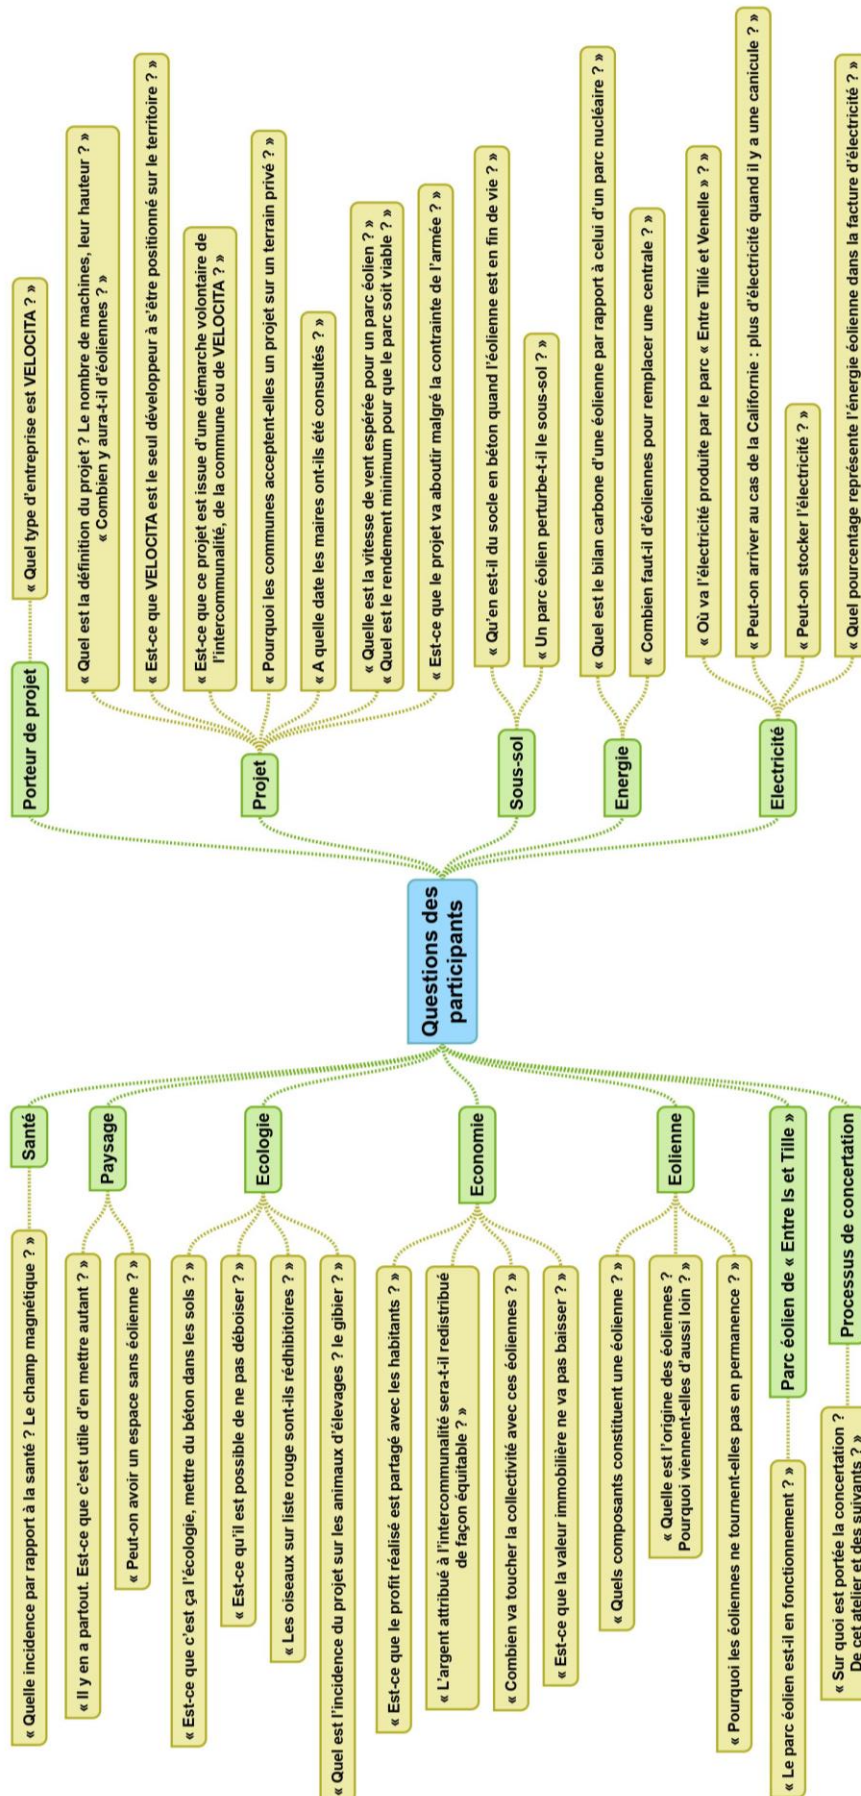 Questions des
participants
Porteur de projet
« Quel type d'entreprise est VELOCITA ? »
Projet
« Quel est la définition du projet ? Le nombre de machines, leur hauteur ? »
« Combien y aura-t-il d'éoliennes ? »
« Est-ce que VELOCITA est le seul développeur à s'être positionné sur le territoire ? »
« Est-ce que ce projet est issue d'une démarche volontaire de
l'intercommunalité, de la commune ou de VELOCITA ? »
« Pourquoi les communes acceptent-elles un projet sur un terrain privé ? »
« A quelle date les maires ont-ils été consultés ? »
« Quelle est la vitesse de vent espérée pour un parc éolien ? »
« Quel est le rendement minimum pour que le parc soit viable ? »
« Est-ce que le projet va aboutir malgré la contrainte de l'armée ? »
Sous-sol
« Qu'en est-il du socle en béton quand l'éolienne est en fin de vie ? »
« Un parc éolien perturbe-t-il le sous-sol ? »
Energie
« Quel est le bilan carbone d'une éolienne par rapport à celui d'un parc nucléaire ? »
« Combien faut-il d'éoliennes pour remplacer une centrale ? »
Electricité
« Où va l'électricité produite par le parc « Entre Tillé et Venelle » ? »
« Peut-on arriver au cas de la Californie : plus d'électricité quand il y a une canicule ? »
« Peut-on stocker l'électricité ? »
« Quel pourcentage représente l'énergie éolienne dans la facture d'électricité ? »
Santé
« Quelle incidence par rapport à la santé ? Le champ magnétique ? »
Paysage
« Il y en a partout. Est-ce que c'est utile d'en mettre autant ? »
« Peut-on avoir un espace sans éolienne ? »
Ecologie
« Est-ce que c'est ça l'écologie, mettre du béton dans les sols ? »
« Est-ce qu'il est possible de ne pas déboiser ? »
« Les oiseaux sur liste rouge sont-ils rédhibitoires ? »
« Quel est l'incidence du projet sur les animaux d'élevages ? le gibier ? »
Economie
« Est-ce que le profit réalisé est partagé avec les habitants ? »
« L'argent attribué à l'intercommunalité sera-t-il redistribué
de façon équitable ? »
« Combien va toucher la collectivité avec ces éoliennes ? »
« Est-ce que la valeur immobilière ne va pas baisser ? »
Eolienne
« Quels composants constituent une éolienne ? »
« Quelle est l'origine des éoliennes ?
Pourquoi viennent-elles d'aussi loin ? »
« Pourquoi les éoliennes ne tournent-elles pas en permanence ? »
Parc éolien de « Entre Is et Tille »
« Le parc éolien est-il en fonctionnement ? »
Processus de concertation
« Sur quoi est portée la concertation ?
De cet atelier et des suivants ? »